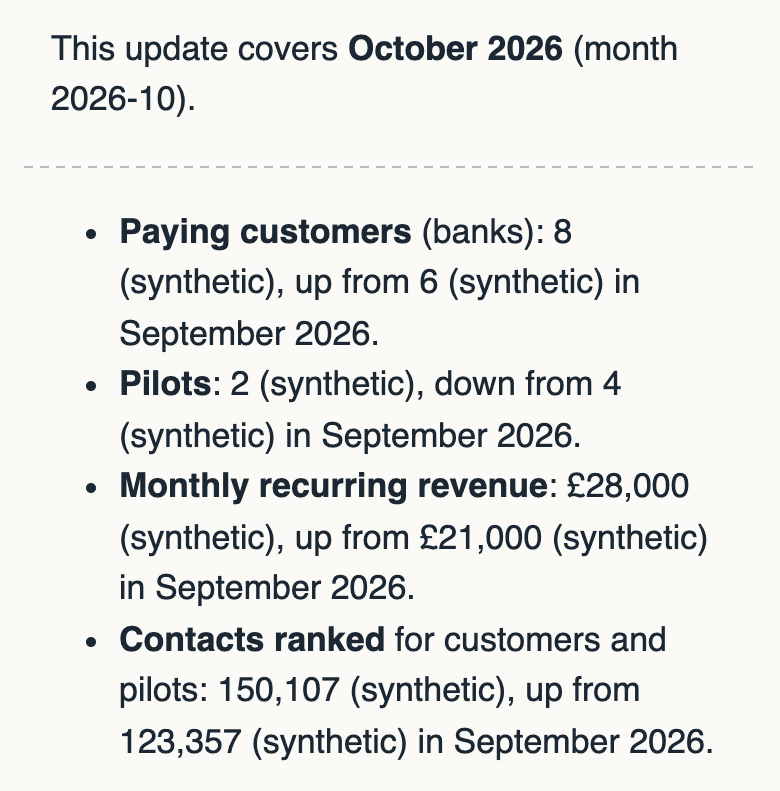 This update covers October 2026 (month
2026-10).
• Paying customers (banks): 8
(synthetic), up from 6 (synthetic) in
September 2026.
• Pilots: 2 (synthetic), down from 4
(synthetic) in September 2026.
• Monthly recurring revenue: £28,000
(synthetic), up from £21,000 (synthetic)
in September 2026.
• Contacts ranked for customers and
pilots: 150,107 (synthetic), up from
123,357 (synthetic) in September 2026.